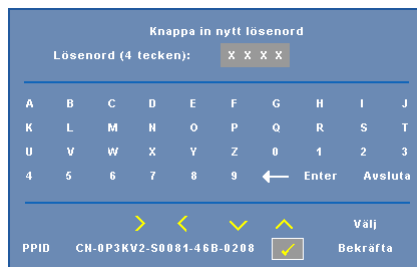 Knappa in nytt lösenord
Lösenord (4 tecken): X X X X
A B C D E F G H I J
K L M N O P Q R S T
U V W X Y Z 0 1 2 3
4 5 6 7 8 9 Enter Avsluta
Välj
PPID CN-0P3KV2-S0081-46B-0208 Bekräfta